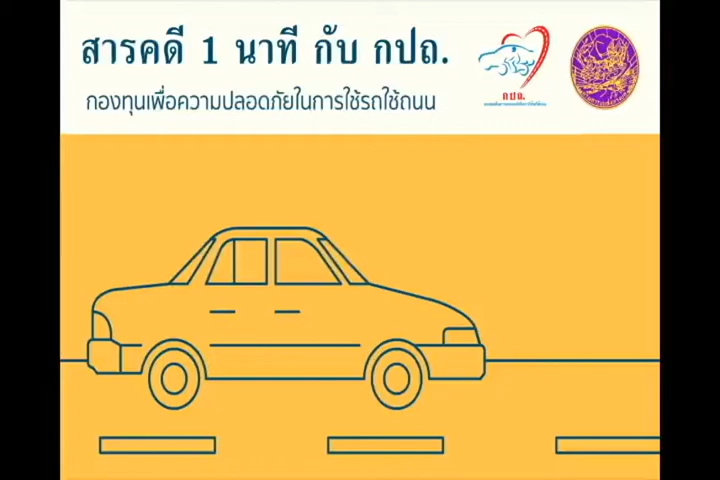 สารคดี 1 นาที กับ กปถ.
กองทุนเพื่อความปลอดภัยในการใช้รถใช้ถนน
กปถ.